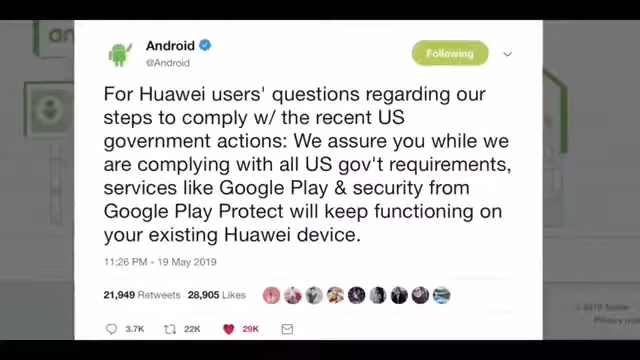 Android
Following
@Android
For Huawei users' questions regarding our
steps to comply w/ the recent US
government actions: We assure you while we
are complying with all US gov't requirements,
services like Google Play & security from
Google Play Protect will keep functioning on
your existing Huawei device.
11:26 PM - 19 May 2019
21,949 Retweets 28,905 Likes
3.7K 22K 29K